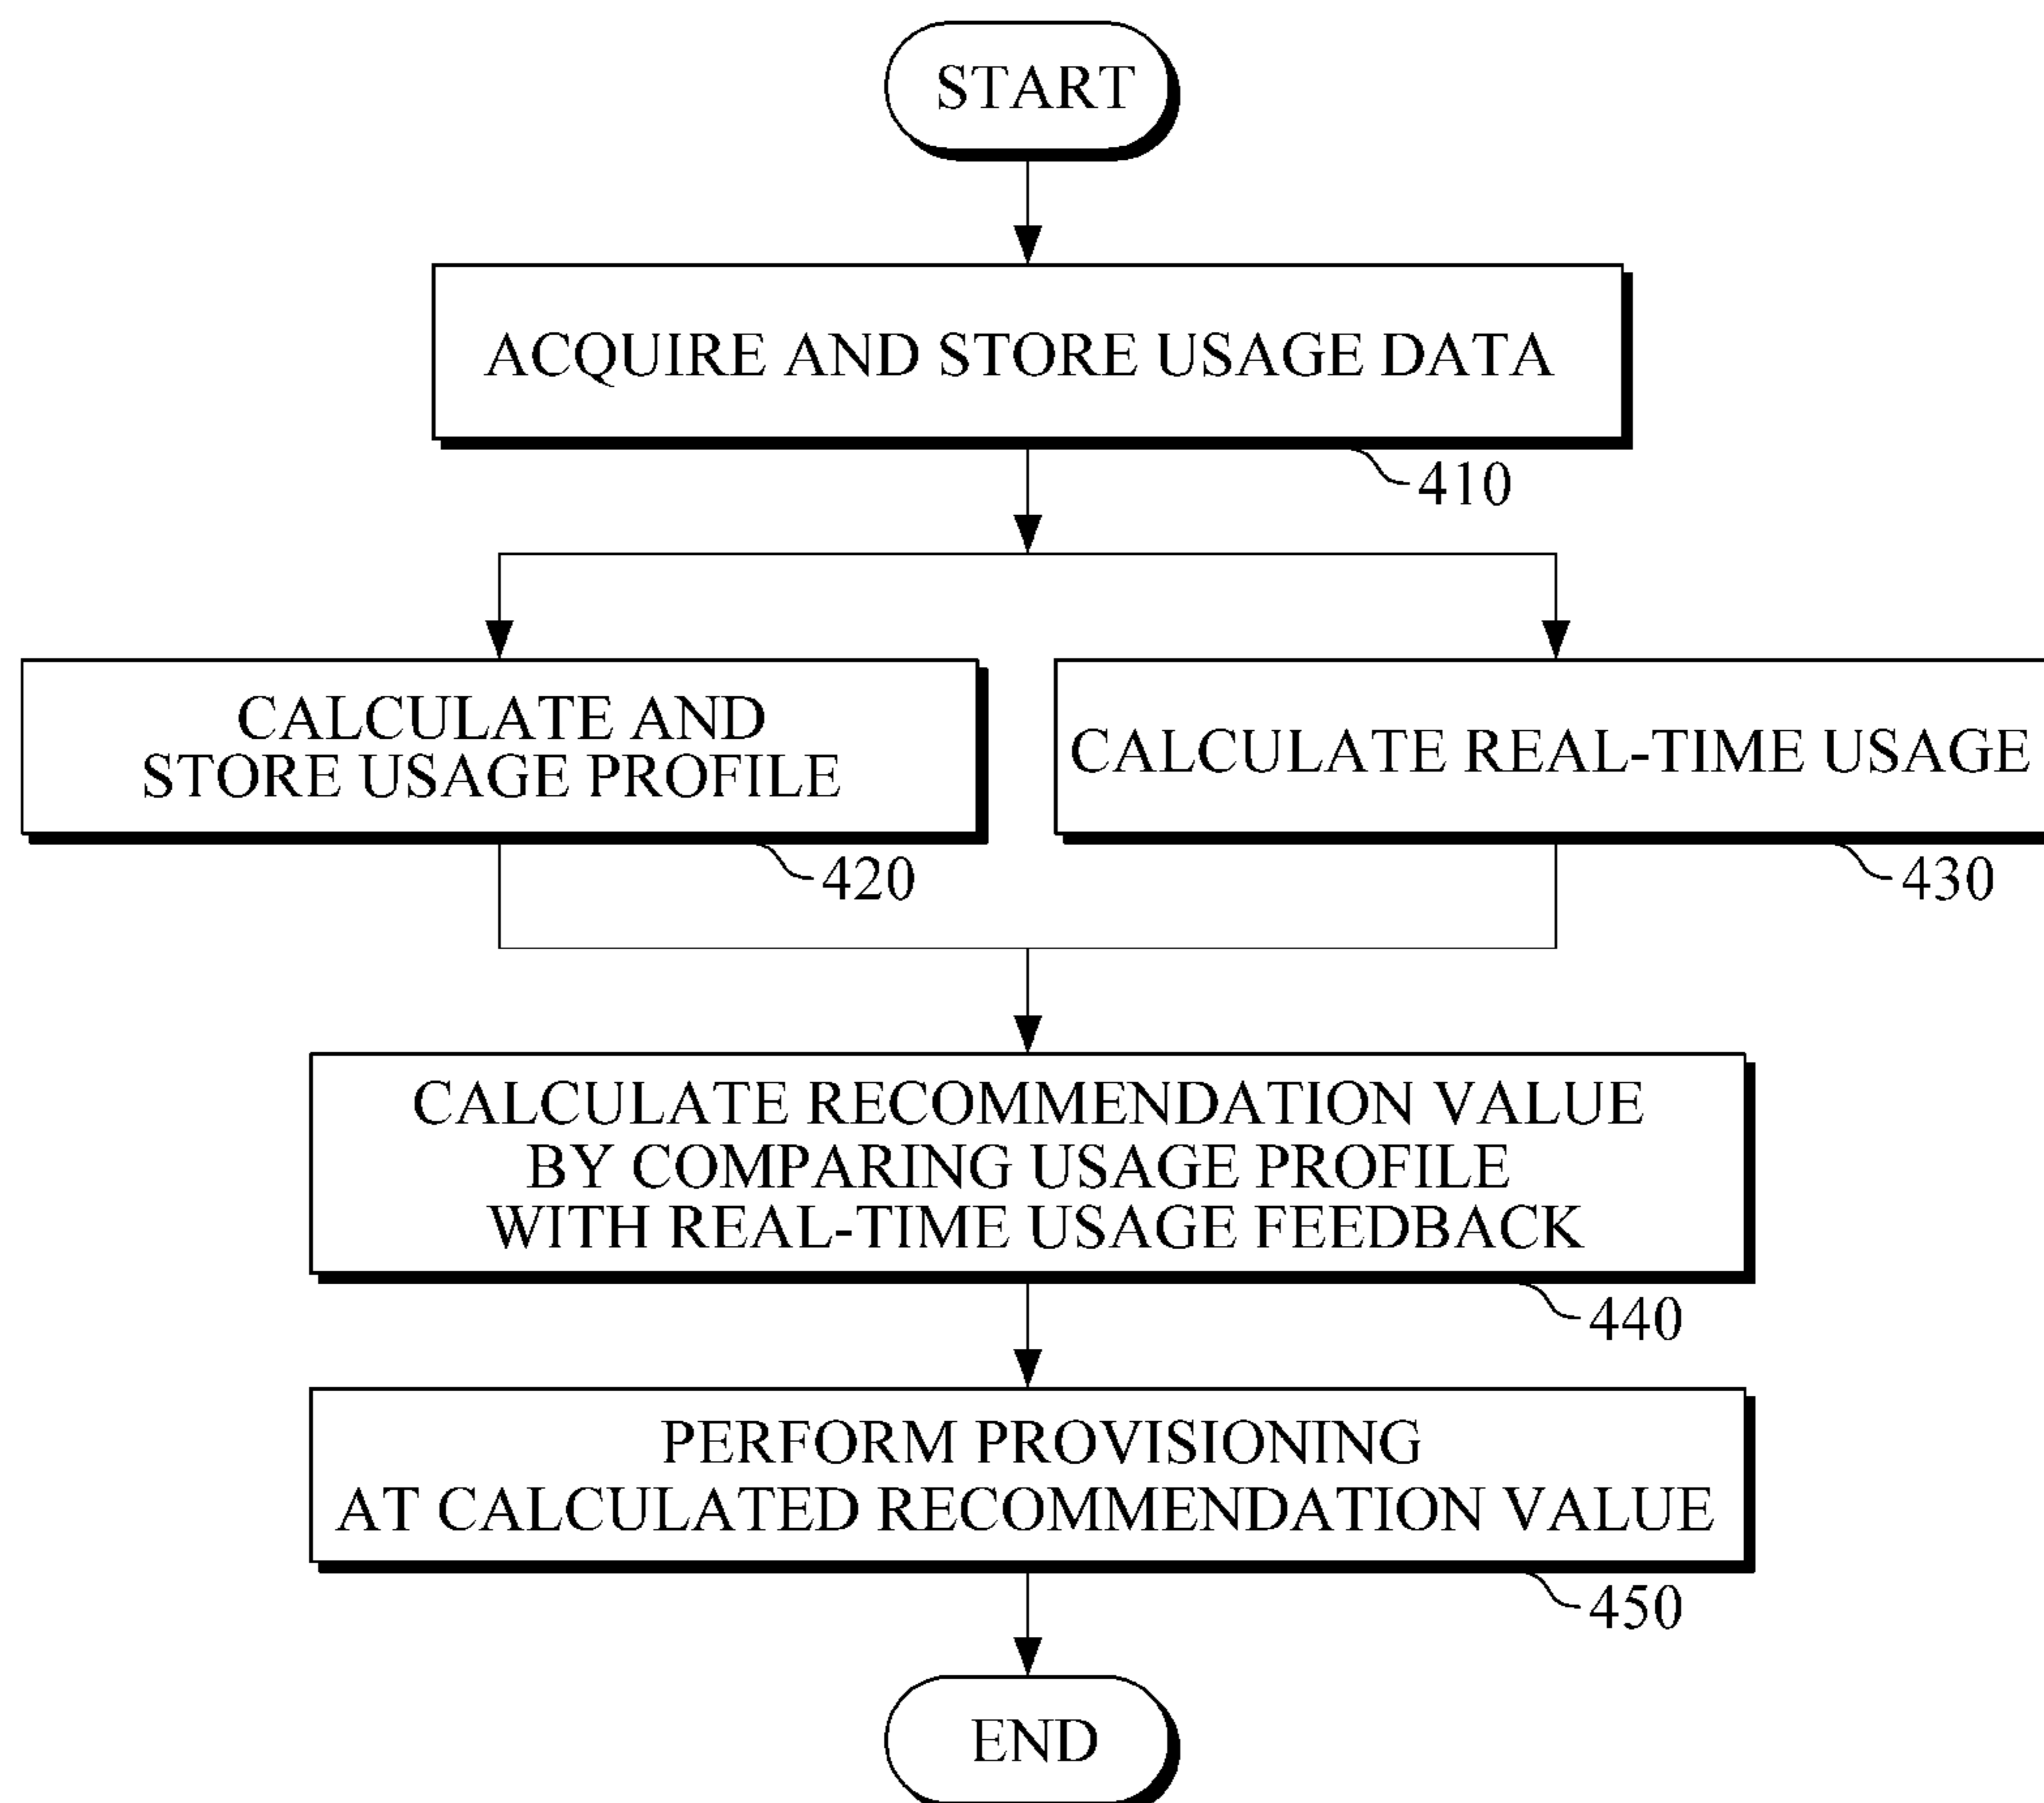 START
ACQUIRE AND STORE USAGE DATA
410
CALCULATE AND
STORE USAGE PROFILE
420
CALCULATE REAL-TIME USAGE
430
CALCULATE RECOMMENDATION VALUE
BY COMPARING USAGE PROFILE
WITH REAL-TIME USAGE FEEDBACK
440
PERFORM PROVISIONING
AT CALCULATED RECOMMENDATION VALUE
450
END